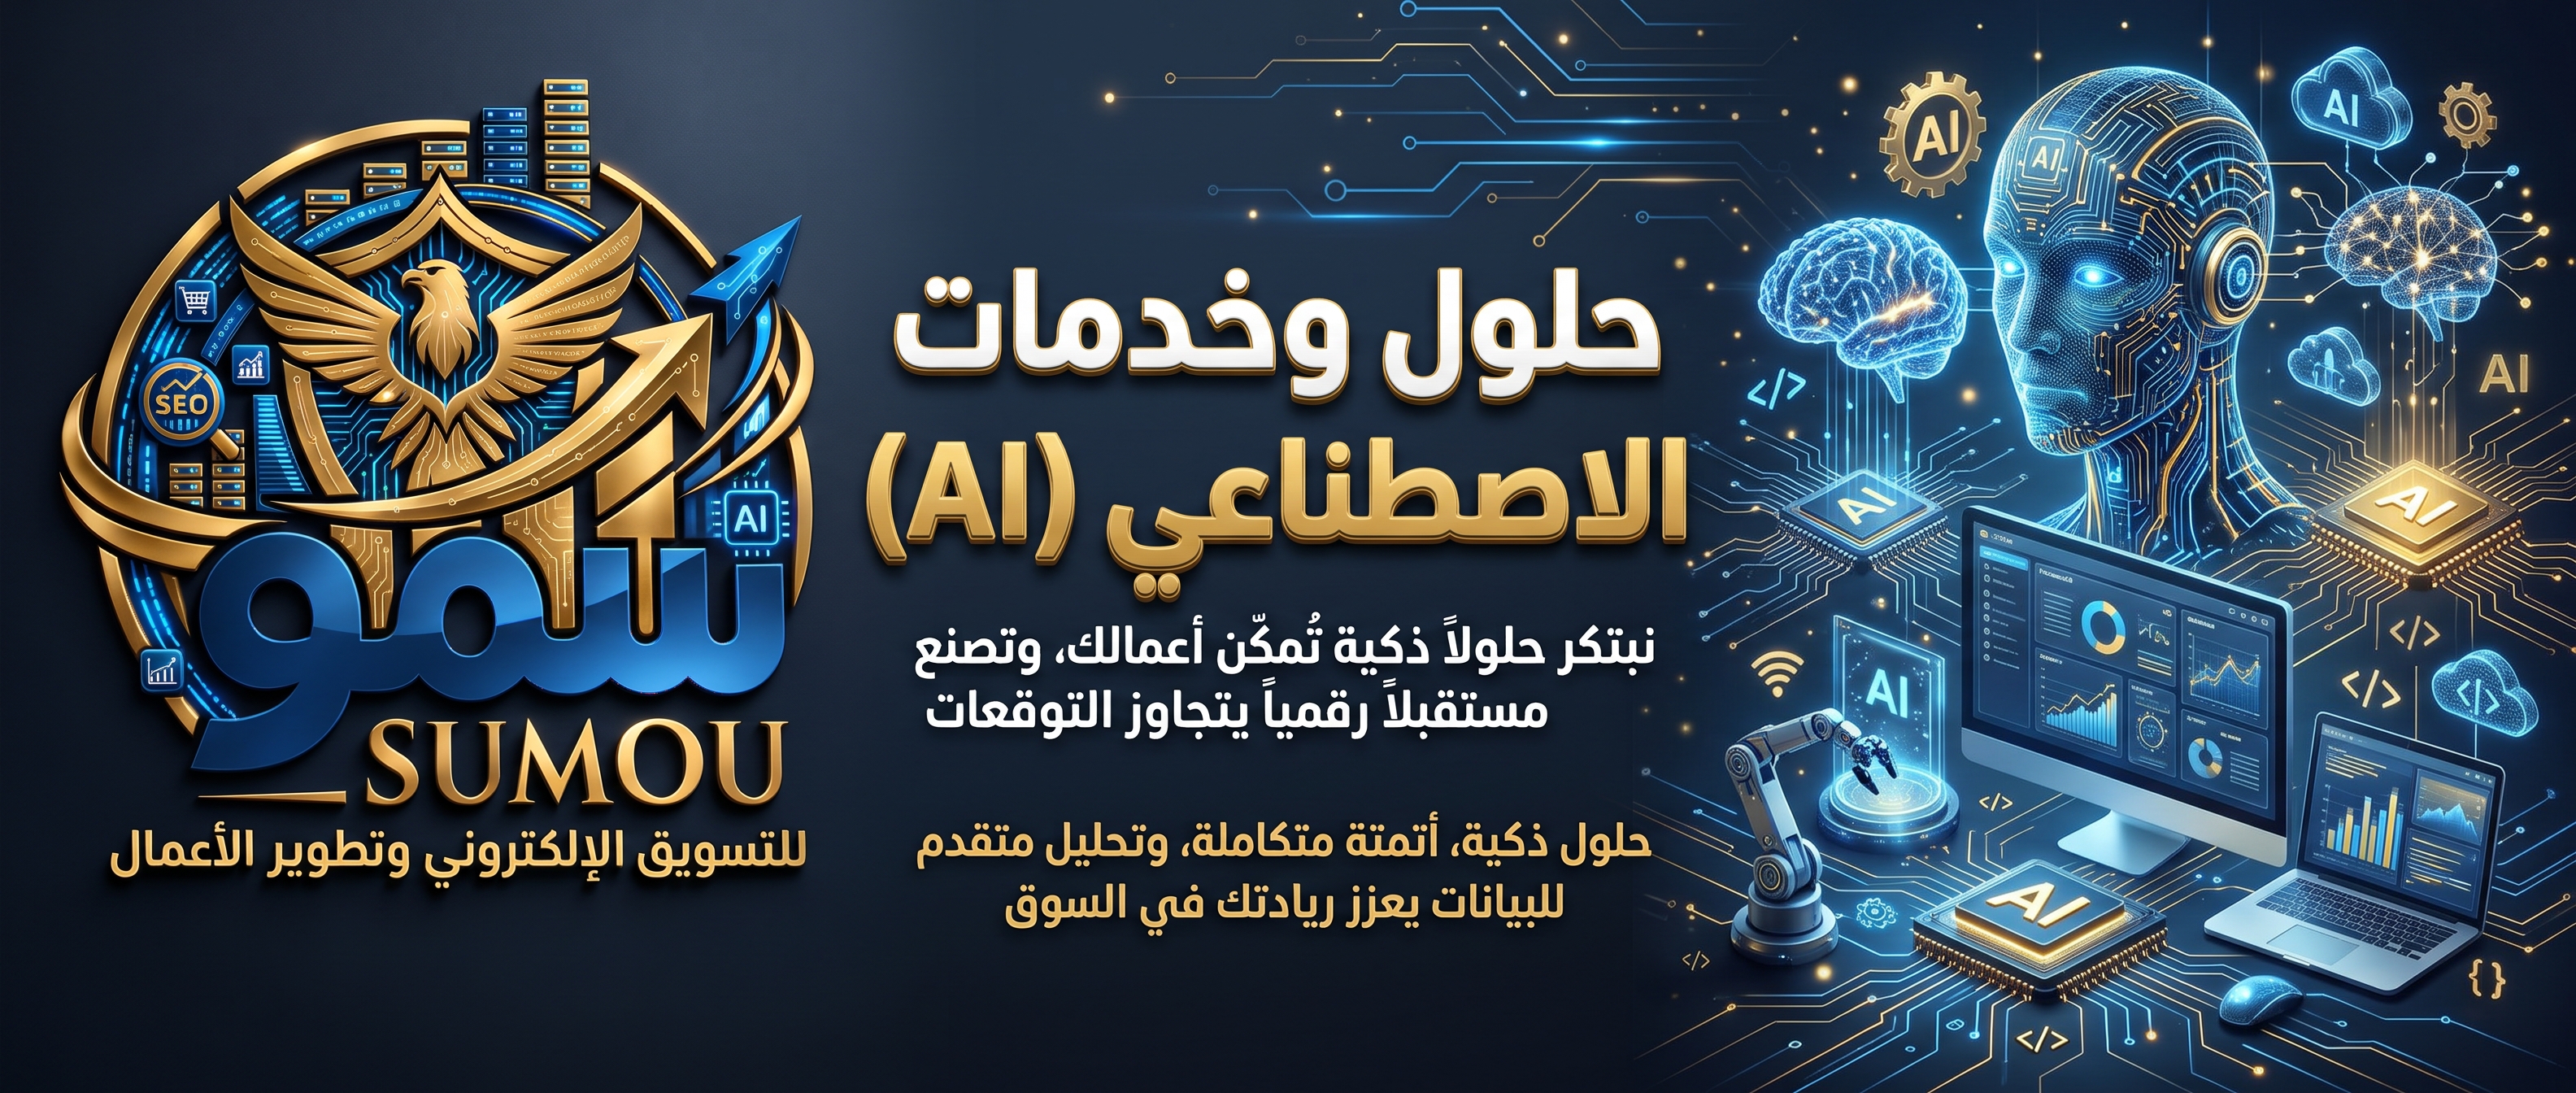 حلول وخدمات
الاصطناعي (AI)
نبتكر حلولاً ذكية تُمكّن أعمالك، وتصنع
مستقبلاً رقمياً يتجاوز التوقعات
حلول ذكية، أتمتة متكاملة، وتحليل متقدم
للبيانات يعزز ريادتك في السوق
SEO
AI
سمو
SUMOU
للتسويق الإلكتروني وتطوير الأعمال
AI
AI
AI
AI
AI
AI
AI
AI
</>
</>
</>
</>
</>
</>
</>
{}